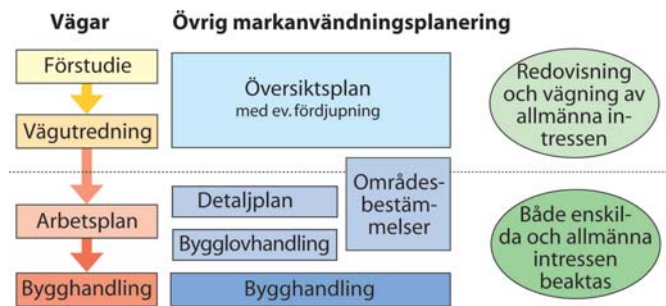 Vägar
Övrig markanvändningsplanering
Förstudie
Vägutredning
Arbetsplan
Bygghandling
Översiktsplan
med ev. fördjupning
Detaljplan
Bygglovhandling
Områdes-
bestäm-
melser
Bygghandling
Redovisning
och vägning av
allmänna in-
tressen
Både enskil-
da och allmänna
intressen
beaktas